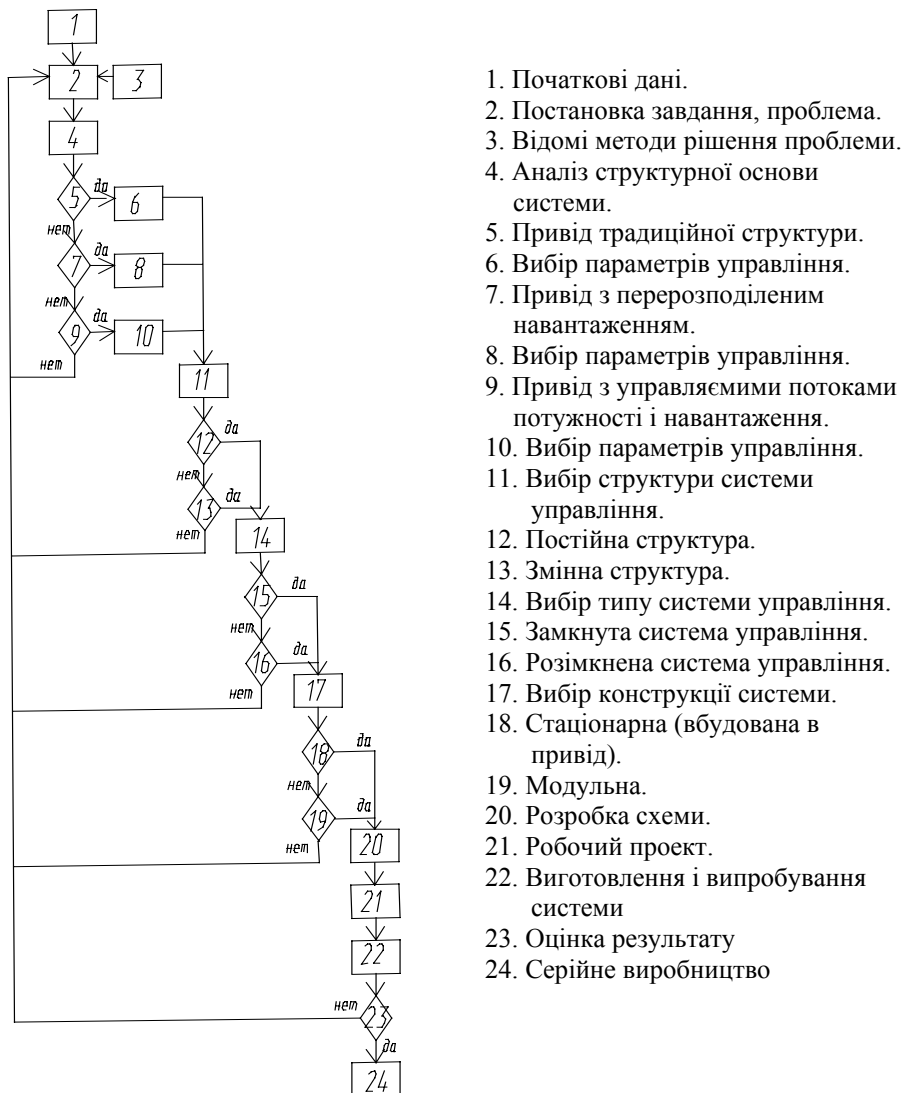 1
2
3
4
5
да
6
нет
7
да
8
нет
9
да
10
нет
11
12
да
нет
13
да
нет
14
15
да
нет
16
да
нет
17
18
да
нет
19
да
нет
20
21
22
нет
23
да
24
1. Початкові дані.
2. Постановка завдання, проблема.
3. Відомі методи рішення проблеми.
4. Аналіз структурної основи
системи.
5. Привід традиційної структури.
6. Вибір параметрів управління.
7. Привід з перерозподіленим
навантаженням.
8. Вибір параметрів управління.
9. Привід з управляємими потоками
потужності і навантаження.
10. Вибір параметрів управління.
11. Вибір структури системи
управління.
12. Постійна структура.
13. Змінна структура.
14. Вибір типу системи управління.
15. Замкнута система управління.
16. Розімкнена система управління.
17. Вибір конструкції системи.
18. Стаціонарна (вбудована в
привід).
19. Модульна.
20. Розробка схеми.
21. Робочий проект.
22. Виготовлення і випробування
система
23. Оцінка результату
24. Серійне виробництво